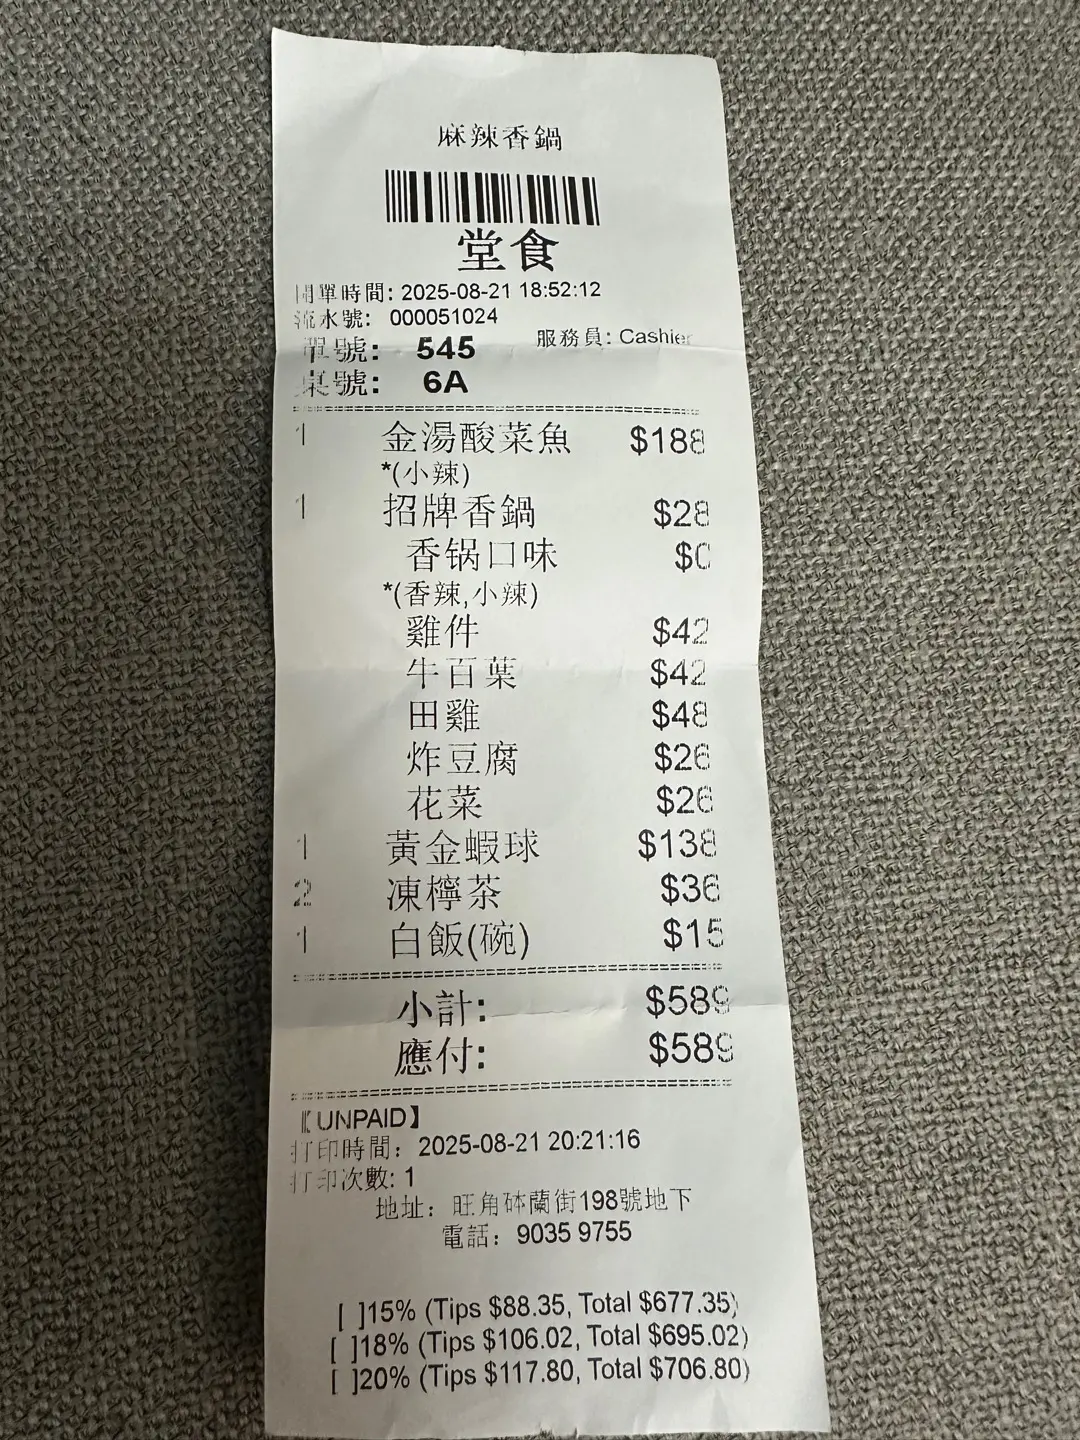 麻辣香鍋
堂食
開單時間: 2025-08-21 18:52:12
流水號: 000051024
服務員: Cashier
單號: 545
桌號: 6A
1 金湯酸菜魚 $188
*(小辣)
1 招牌香鍋 $28
香锅口味 $0
*(香辣,小辣)
雞件 $42
牛百葉 $42
田雞 $48
炸豆腐 $26
花菜 $26
1 黃金蝦球 $138
2 凍檸茶 $36
1 白飯(碗) $15
小計: $589
應付: $589
【UNPAID】
打印時間: 2025-08-21 20:21:16
打印次數: 1
地址: 旺角砵蘭街198號地下
電話: 9035 9755
[ ]15% (Tips $88.35, Total $677.35)
[ ]18% (Tips $106.02, Total $695.02)
[ ]20% (Tips $117.80, Total $706.80)